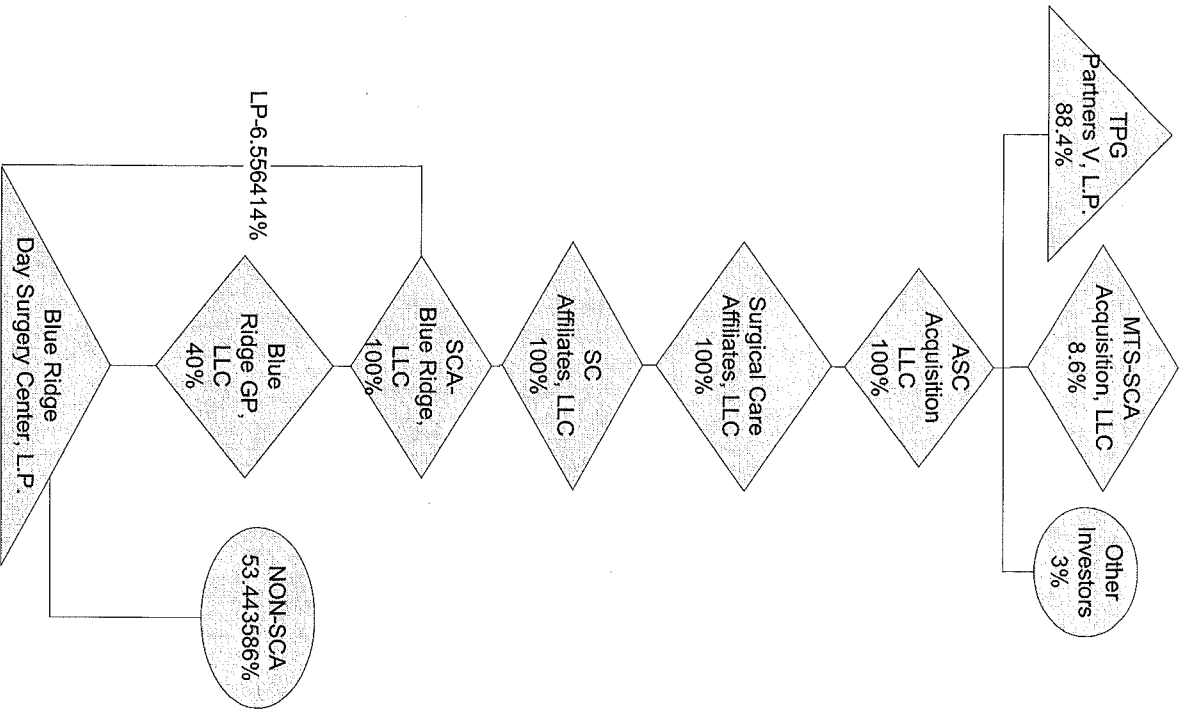 TPG
Partners V, L.P.
88.4%
MTS-SCA
Acquisition, LLC
8.6%
Other
Investors
3%
ASC
Acquisition
LLC
100%
Surgical Care
Affiliates, LLC
100%
SC
Affiliates, LLC
100%
SCA-
Blue Ridge,
LLC
100%
LP-6.556414%
Blue
Ridge GP,
LLC
40%
NON-SCA
53.443586%
Blue Ridge
Day Surgery Center, L.P.